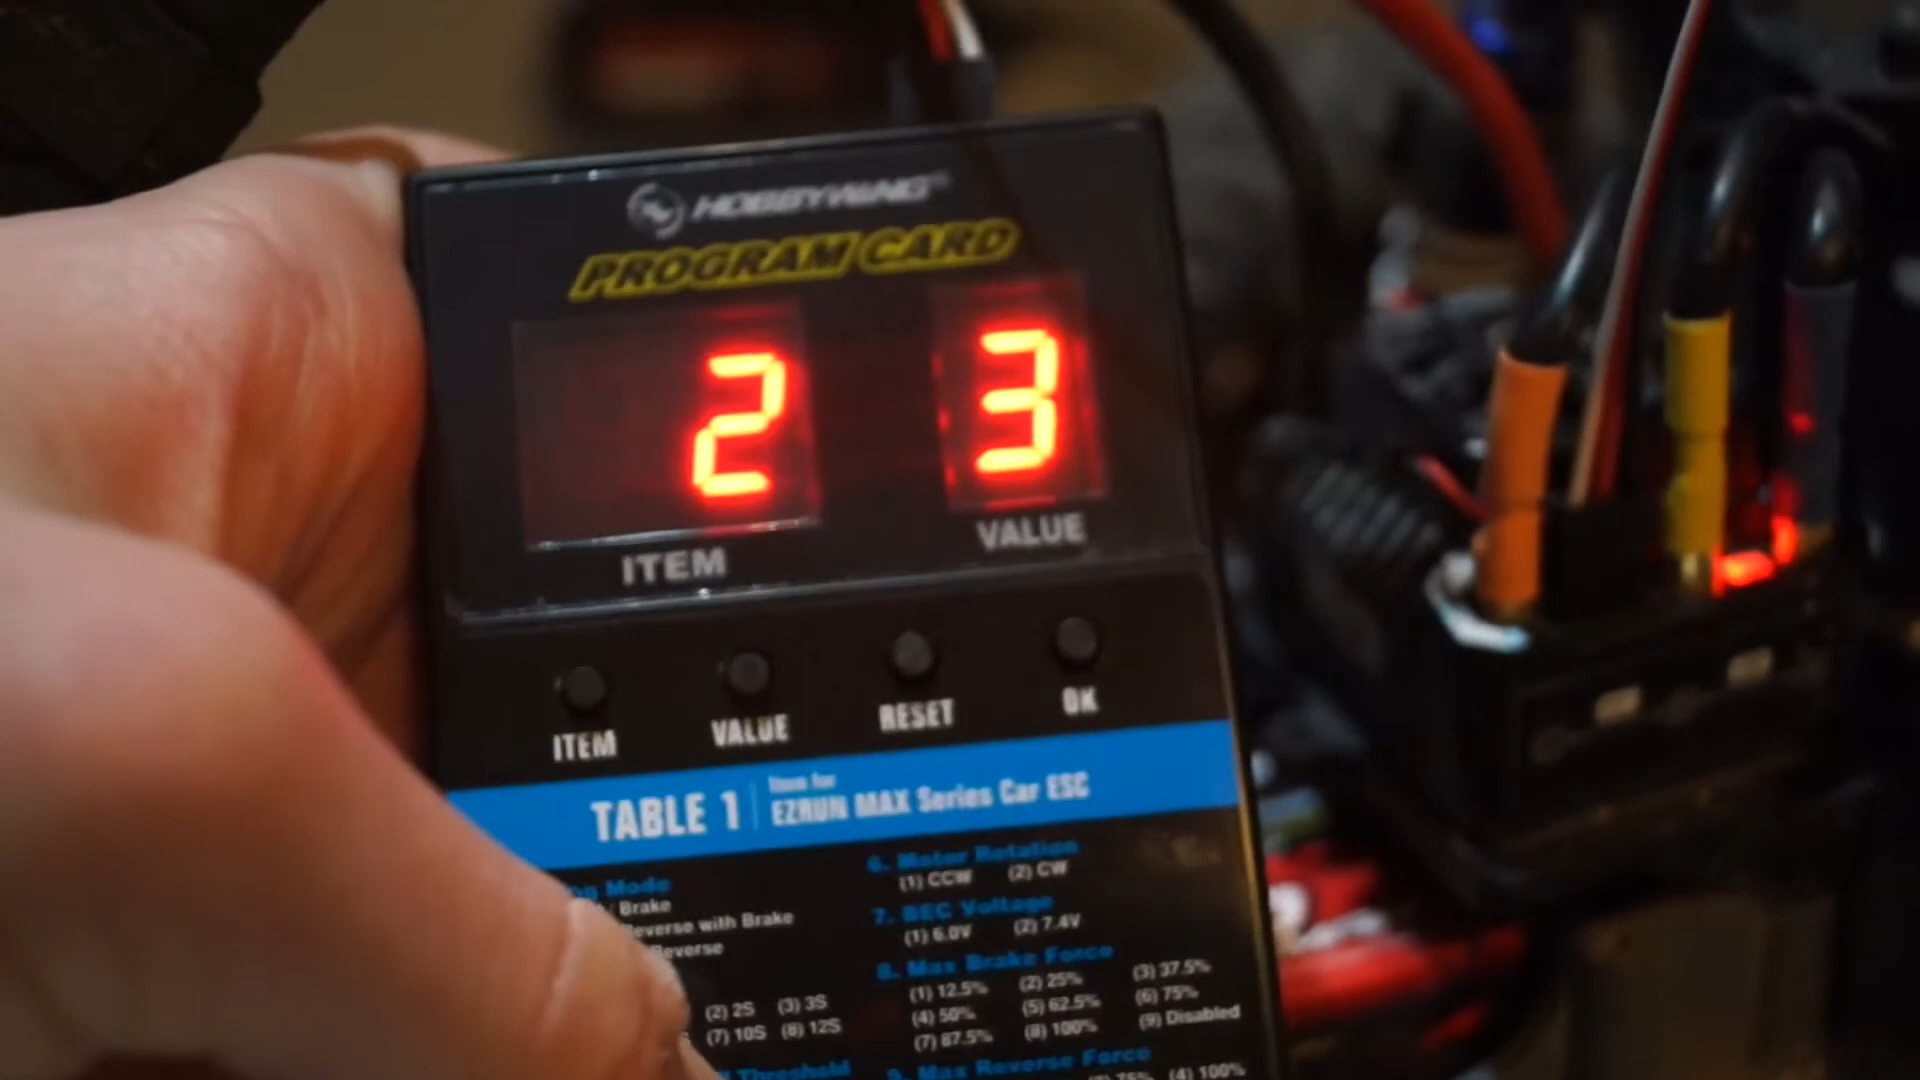 HOBBYWING
PROGRAM CARD
2 3
ITEM VALUE
ITEM VALUE RESET OK
TABLE 1 Item for
EZRUN MAX Series Car ESC
Mode
Brake
Reverse with Brake
Reverse
(2) 2S (3) 3S
(7) 10S (8) 12S
Threshold
6. Motor Rotation
(1) CCW (2) CW
7. BEC Voltage
(1) 6.0V (2) 7.4V
8. Max Brake Force
(1) 12.5% (2) 25% (3) 37.5%
(4) 50% (5) 62.5% (6) 75%
(7) 87.5% (8) 100% (9) Disabled
9. Max Reverse Force
75% (4) 100%